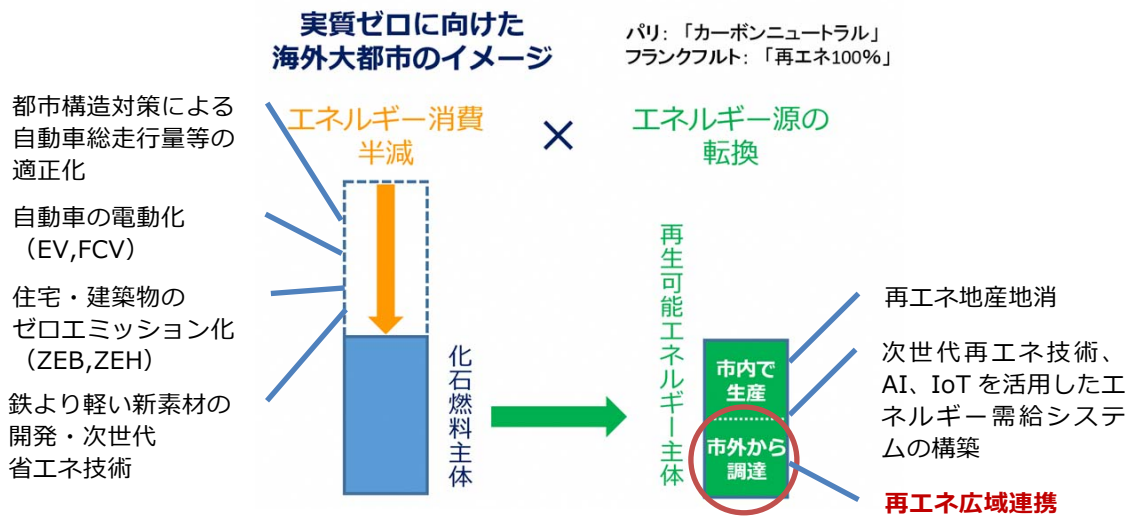 実質ゼロに向けた
海外大都市のイメージ
パリ：「カーボンニュートラル」
フランクフルト：「再エネ100%」
都市構造対策による
自動車総走行量等の
適正化
自動車の電動化
（EV,FCV）
住宅・建築物の
ゼロエミッション化
（ZEB,ZEH）
鉄より軽い新素材の
開発・次世代
省エネ技術
エネルギー消費
半減
×
エネルギー源の
転換
化石燃料主体
再生可能エネルギー主体
市内で
生産
市外から
調達
再エネ地産地消
次世代再エネ技術、
AI、IoT を活用したエ
ネルギー需給システ
ムの構築
再エネ広域連携